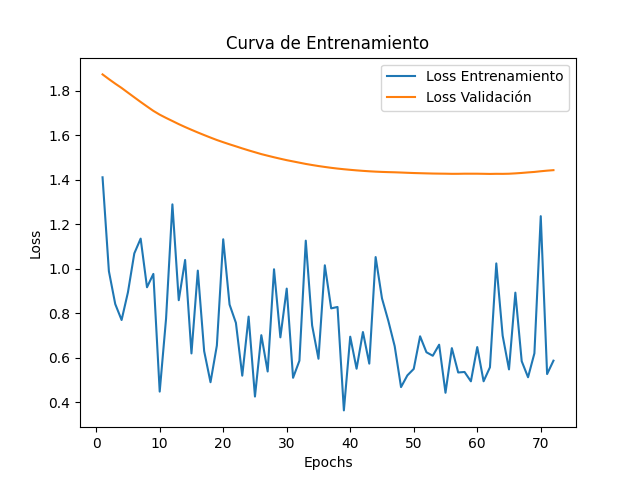 Curva de Entrenamiento
Loss Entrenamiento
Loss Validación
Loss
1.8
1.6
1.4
1.2
1.0
0.8
0.6
0.4
0 10 20 30 40 50 60 70
Epochs